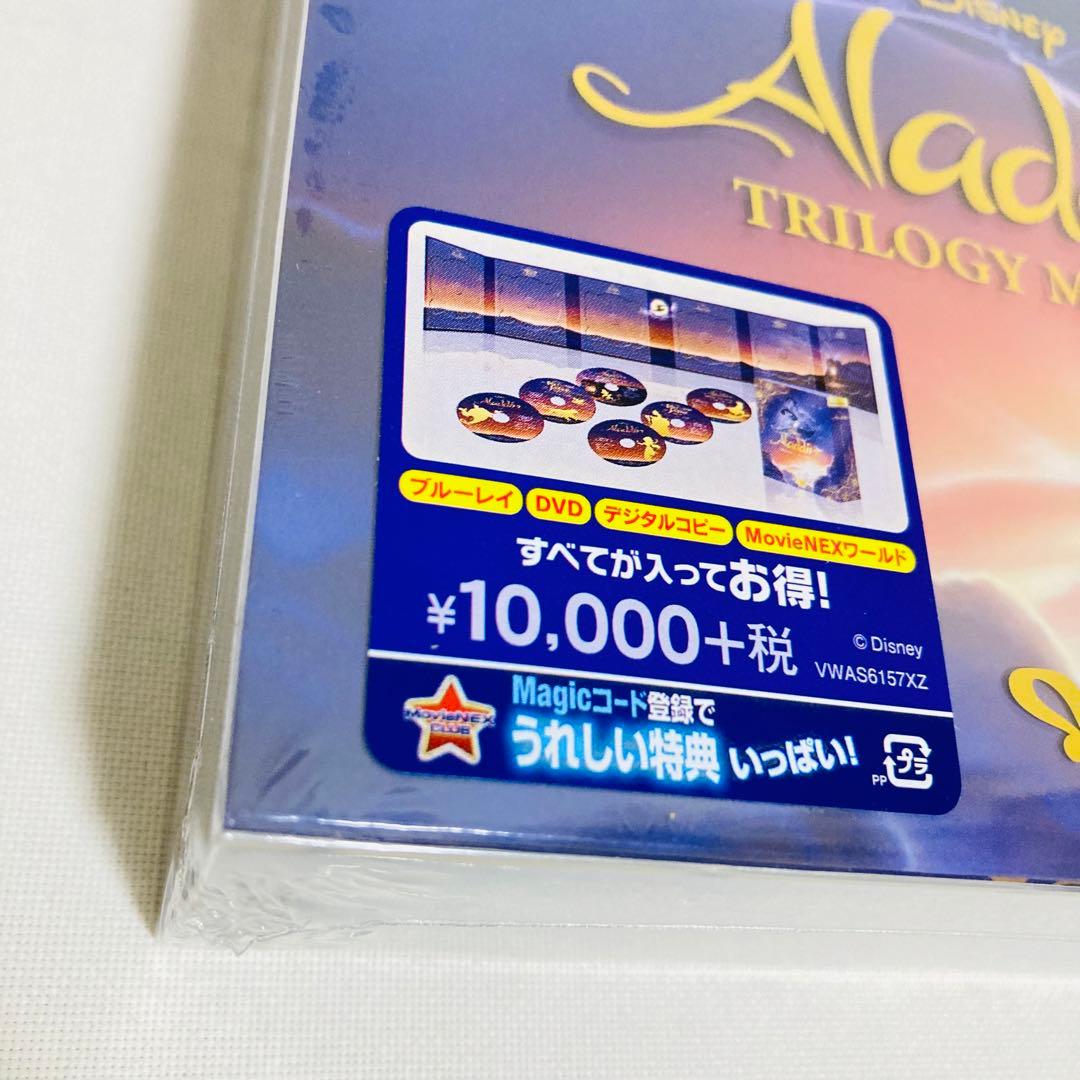 DISNEY
Alad
TRILOGY M
Aladdin
ブルーレイ DVD デジタルコピー MovieNEXワールド
すべてが入ってお得!
¥10,000+税
© Disney
VWAS6157XZ
MovieNEX
CLUB
Magicコード登録で
うれしい特典 いっぱい!
PP プラ